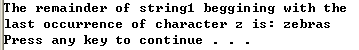 The remainder of string1 beggining with the
last occurrence of character z is: zebras
Press any key to continue . . .